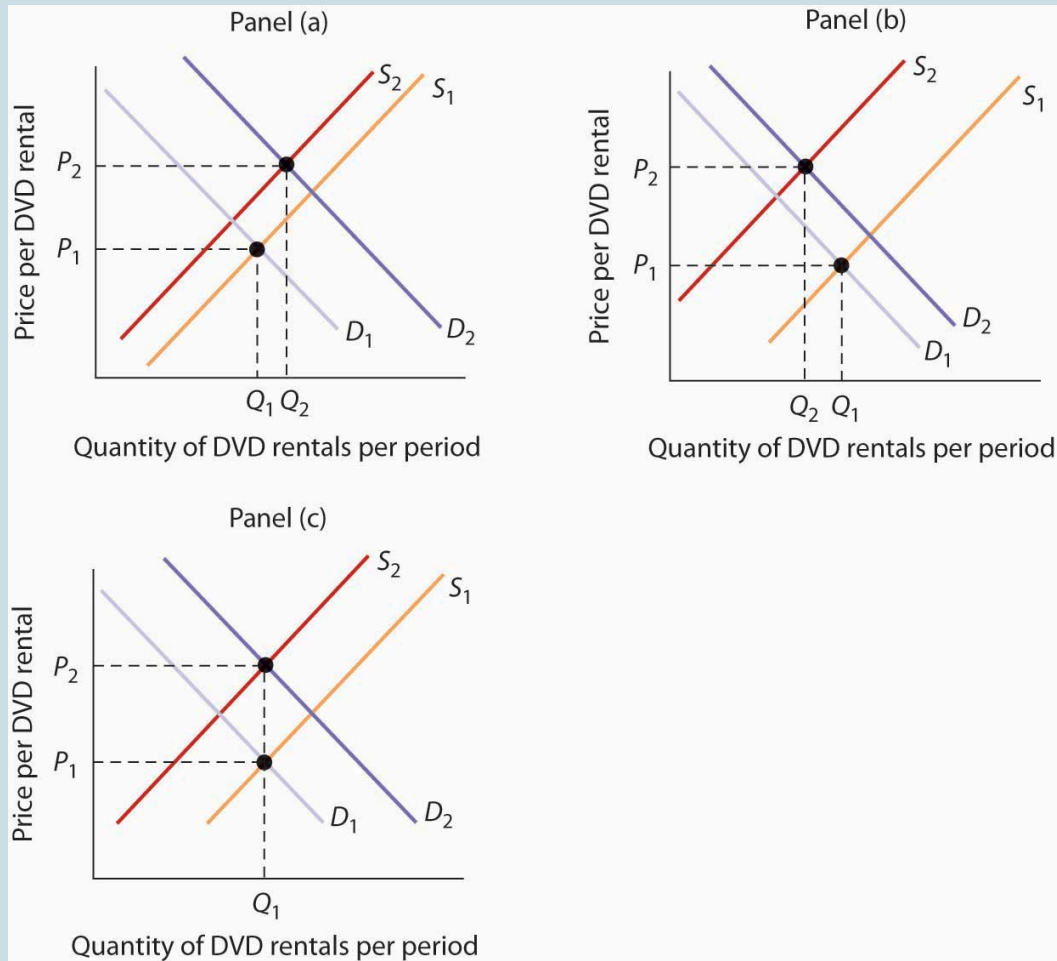 Panel (a)
Price per DVD rental
S₂
S₁
P₂
P₁
D₁
D₂
Q₁ Q₂
Quantity of DVD rentals per period
Panel (b)
Price per DVD rental
S₂
S₁
P₂
P₁
D₂
D₁
Q₂ Q₁
Quantity of DVD rentals per period
Panel (c)
Price per DVD rental
S₂
S₁
P₂
P₁
D₁
D₂
Q₁
Quantity of DVD rentals per period